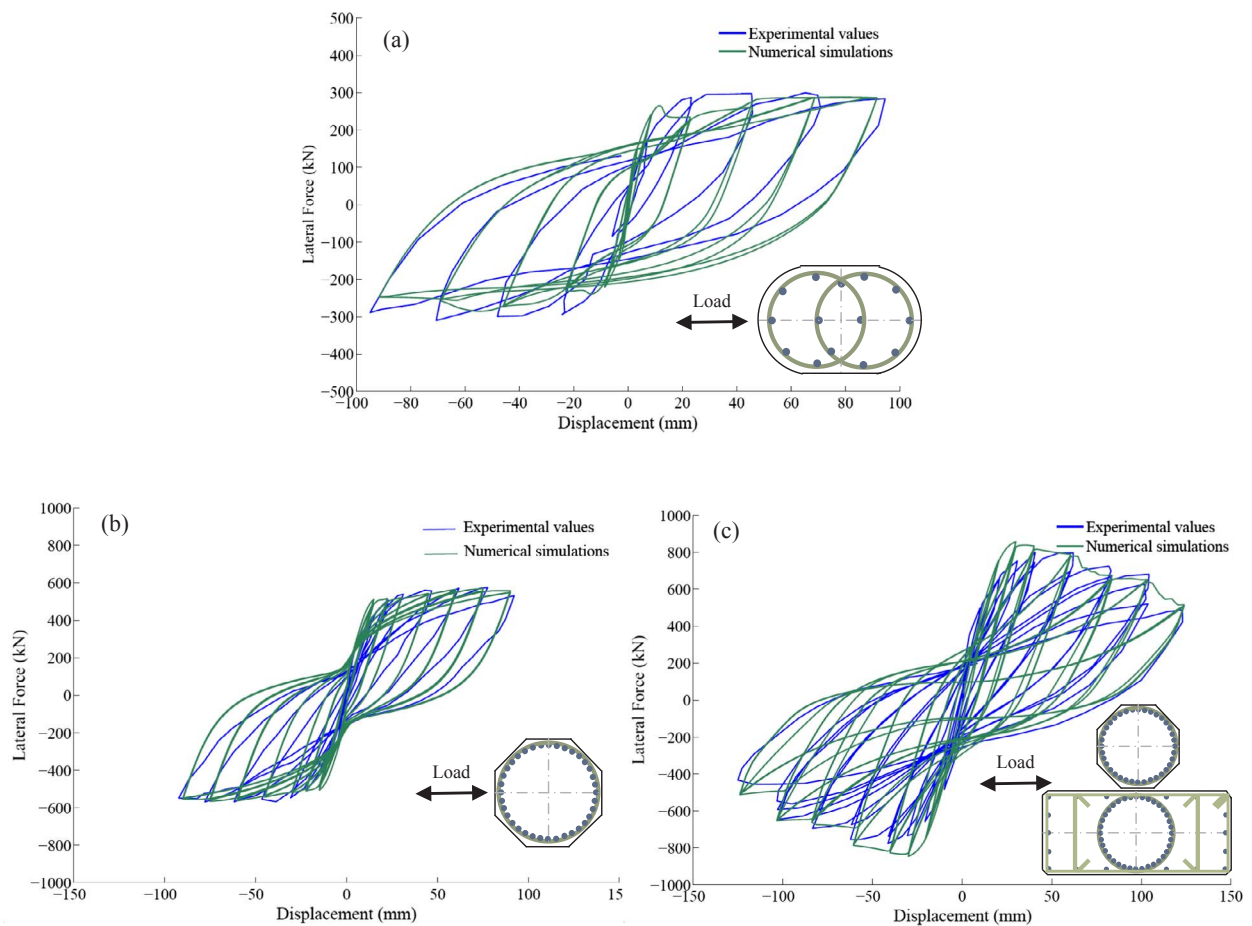 (a)
Experimental values
Numerical simulations
500
400
300
200
100
0
−100
−200
−300
−400
−500
Lateral Force (kN)
Load
−100 −80 −60 −40 −20 0 20 40 60 80 100
Displacement (mm)
(b)
Experimental values
Numerical simulations
1000
800
600
400
200
0
−200
−400
−600
−800
−1000
Lateral Force (kN)
Load
−150 −100 −50 0 50 100 15
Displacement (mm)
(c)
Experimental values
Numerical simulations
1000
800
600
400
200
0
−200
−400
−600
−800
−1000
Lateral Force (kN)
Load
−150 −100 −50 0 50 100 150
Displacement (mm)